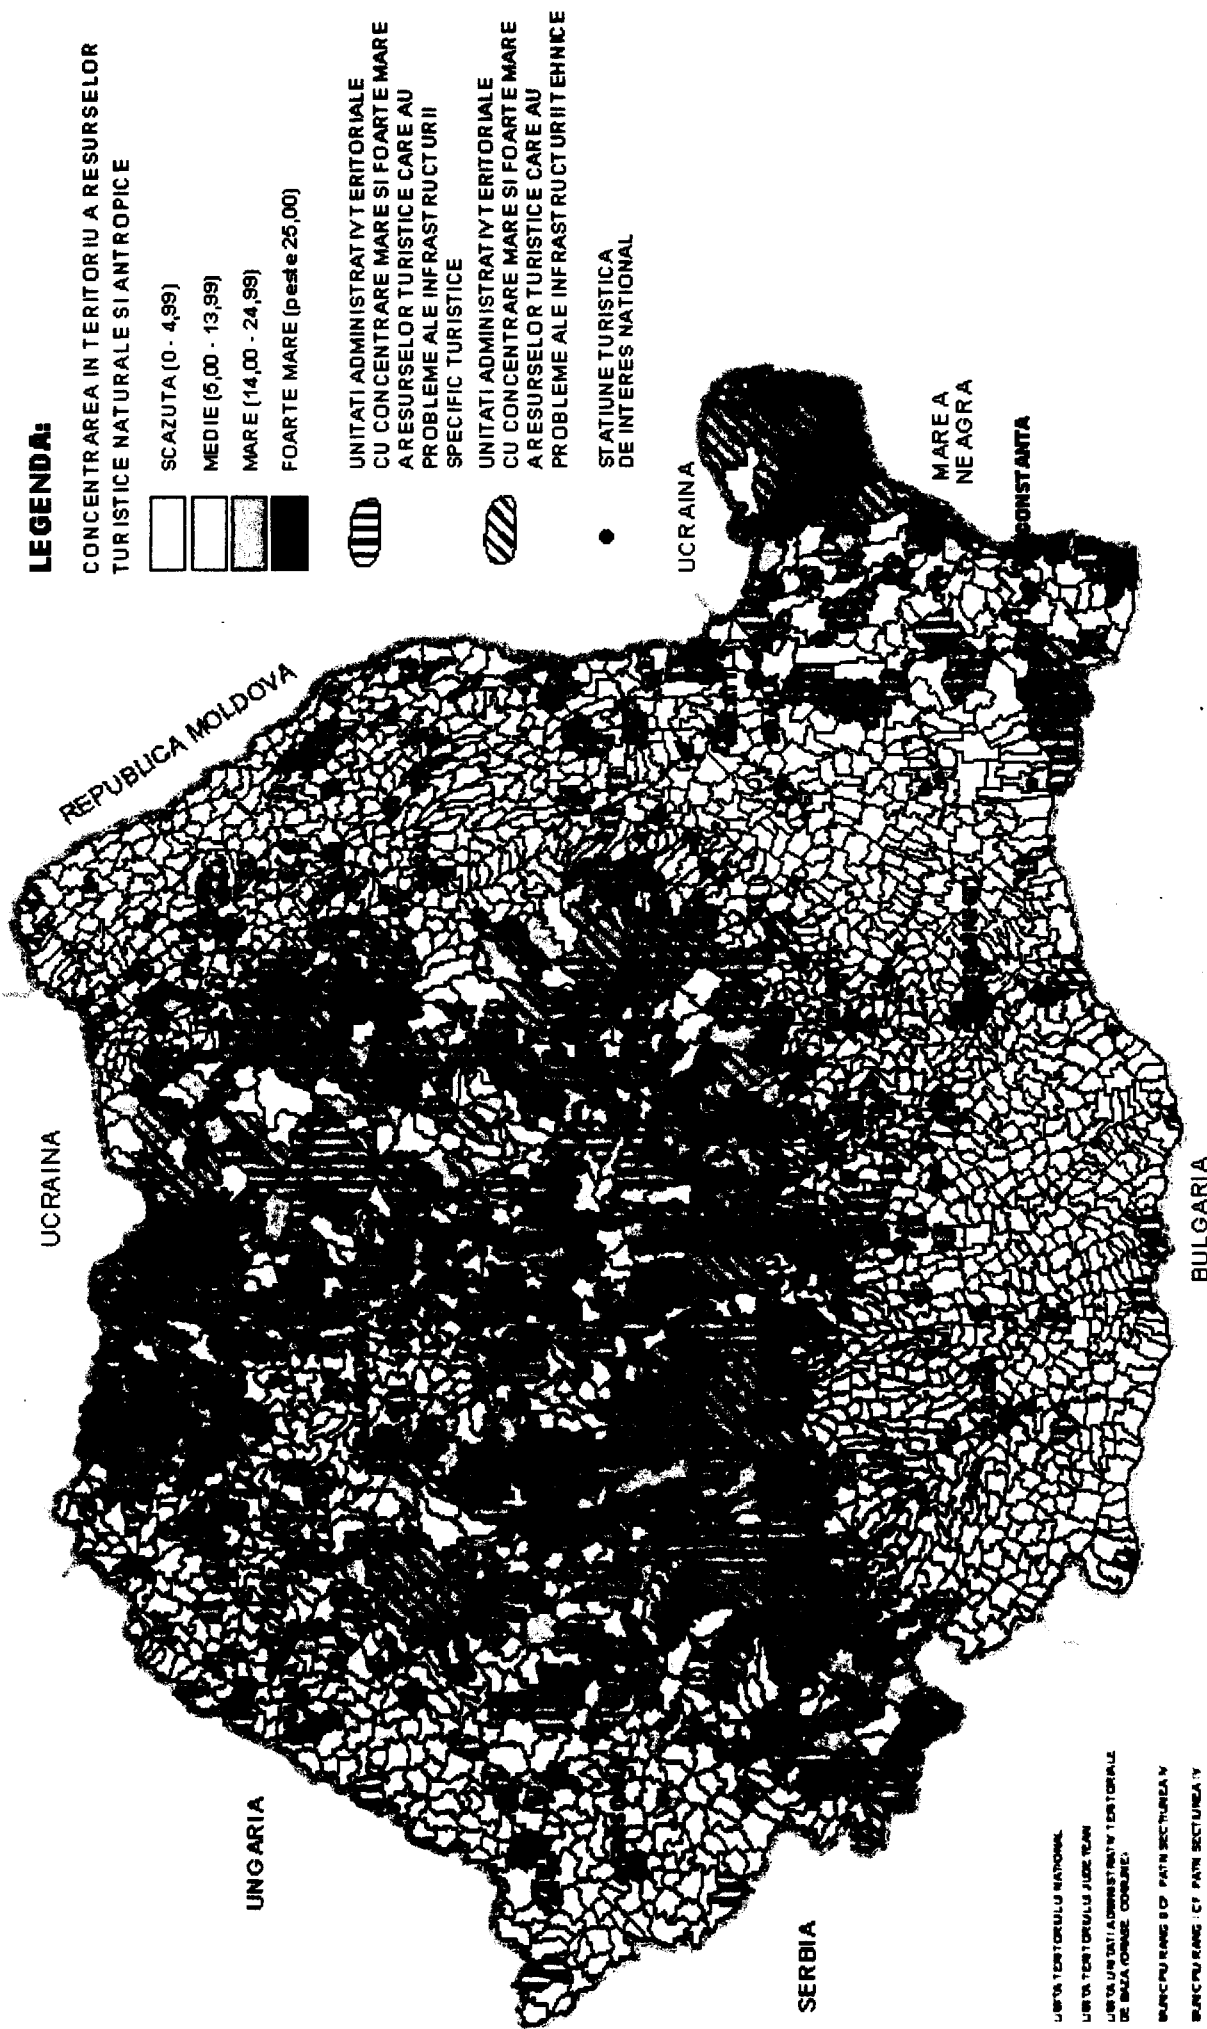 LEGENDA:
CONCENTRAREA IN TERITORIU A RESURSELOR
TURISTICE NATURALE SI ANTROPICE
SCAZUTA (0 - 4,99)
MEDIE (5,00 - 13,99)
MARE (14,00 - 24,99)
FOARTE MARE (peste 25,00)
UNITATI ADMINISTRATIV TERITORIALE
CU CONCENTRARE MARE SI FOARTE MARE
A RESURSELOR TURISTICE CARE AU
PROBLEME ALE INFRASTRUCTURII
SPECIFIC TURISTICE
UNITATI ADMINISTRATIV TERITORIALE
CU CONCENTRARE MARE SI FOARTE MARE
A RESURSELOR TURISTICE CARE AU
PROBLEME ALE INFRASTRUCTURII TEHNICE
STATIUNE TURISTICA
DE INTERES NATIONAL
UCRAINA
REPUBLICA MOLDOVA
UCRAINA
MAREA
NEAGRA
CONSTANTA
UNGARIA
SERBIA
BULGARIA